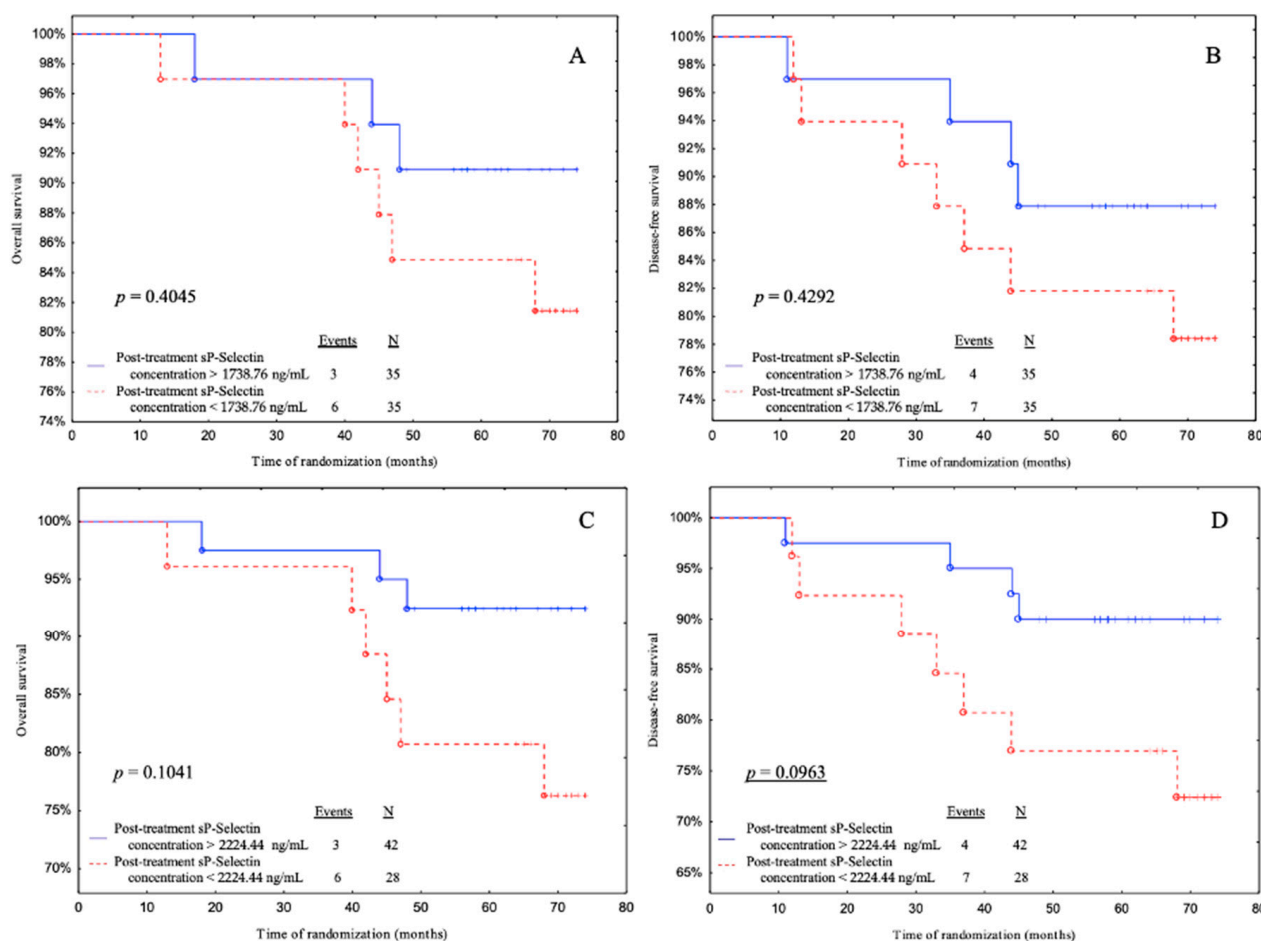 A
100%
98%
96%
94%
92%
90%
88%
86%
84%
82%
80%
78%
76%
74%
Overall survival
p = 0.4045
Events N
Post-treatment sP-Selectin
concentration > 1738.76 ng/mL 3 35
Post-treatment sP-Selectin
concentration < 1738.76 ng/mL 6 35
0 10 20 30 40 50 60 70 80
Time of randomization (months)
B
100%
98%
96%
94%
92%
90%
88%
86%
84%
82%
80%
78%
76%
74%
Disease-free survival
p = 0.4292
Events N
Post-treatment sP-Selectin
concentration > 1738.76 ng/mL 4 35
Post-treatment sP-Selectin
concentration < 1738.76 ng/mL 7 35
0 10 20 30 40 50 60 70 80
Time of randomization (months)
C
100%
95%
90%
85%
80%
75%
70%
Overall survival
p = 0.1041
Events N
Post-treatment sP-Selectin
concentration > 2224.44 ng/mL 3 42
Post-treatment sP-Selectin
concentration < 2224.44 ng/mL 6 28
0 10 20 30 40 50 60 70 80
Time of randomization (months)
D
100%
95%
90%
85%
80%
75%
70%
65%
Disease-free survival
p = 0.0963
Events N
Post-treatment sP-Selectin
concentration > 2224.44 ng/mL 4 42
Post-treatment sP-Selectin
concentration < 2224.44 ng/mL 7 28
0 10 20 30 40 50 60 70 80
Time of randomization (months)